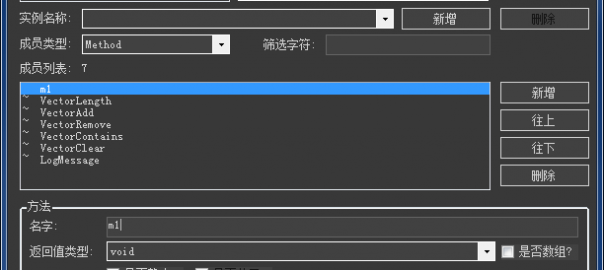 实例名称: 新增 删除
成员类型: Method 筛选字符:
成员列表: 7
m1
~ VectorLength
~ VectorAdd
~ VectorRemove
~ VectorContains
~ VectorClear
~ LogMessage
新增
往上
往下
删除
方法
名字: m1
返回值类型: void 是否数组?